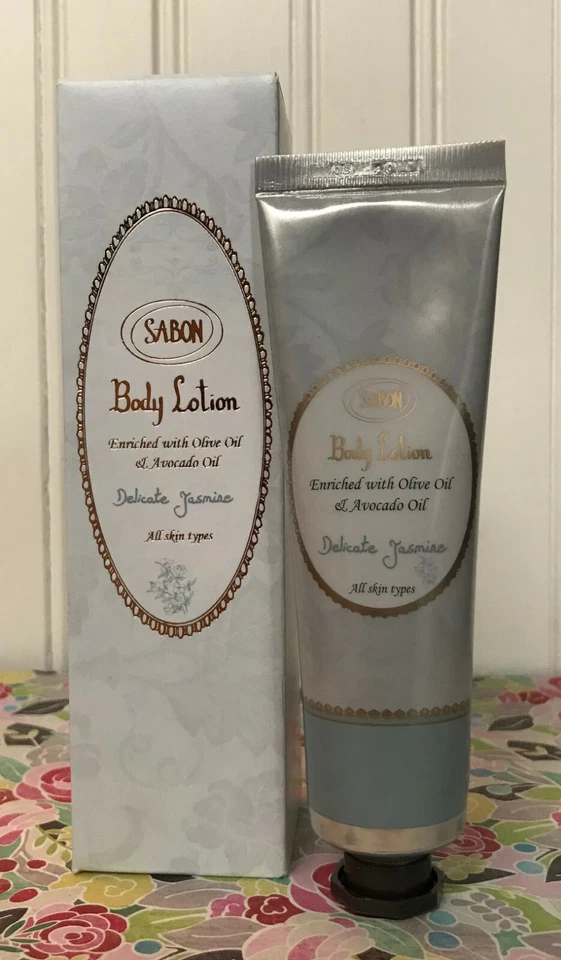 SABON
Body Lotion
Enriched with Olive Oil
& Avocado Oil
Delicate Jasmine
All skin types
SABON
Body Lotion
Enriched with Olive Oil
& Avocado Oil
Delicate Jasmine
All skin types